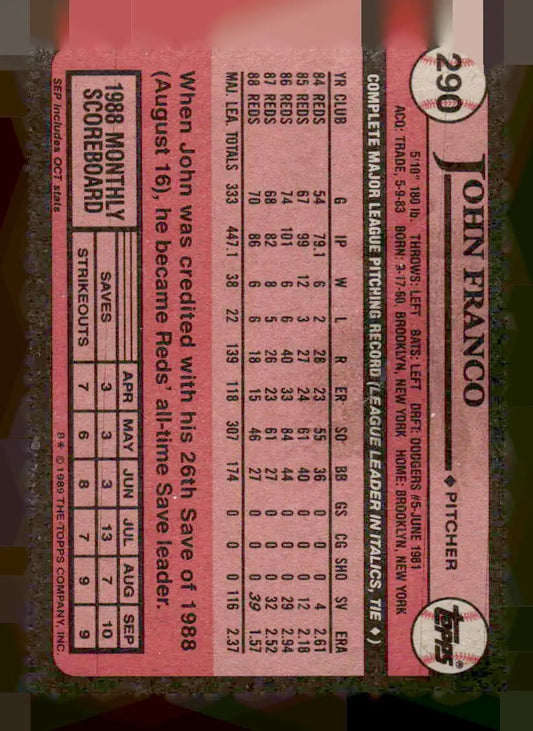 290
JOHN FRANCO ♦ PITCHER
Topps®
5'10" 180 lb. THROWS: LEFT BATS: LEFT DRFT: DODGERS #5-JUNE 1981
ACQ: TRADE, 5-9-83 BORN: 9-17-60, BROOKLYN, NEW YORK HOME: BROOKLYN, NEW YORK
COMPLETE MAJOR LEAGUE PITCHING RECORD (LEAGUE LEADER IN ITALICS, TIE ♦)
YR CLUB G IP W L R ER SO BB GS CG SHO SV ERA
84 REDS 54 79.1 6 2 28 23 55 36 0 0 0 4 2.61
85 REDS 67 99 12 3 27 24 61 40 0 0 0 12 2.18
86 REDS 74 101 6 6 40 33 84 44 0 0 0 29 2.94
87 REDS 68 82 8 5 26 23 61 27 0 0 0 32 2.52
88 REDS 70 86 6 6 18 15 46 27 0 0 0 39 1.57
MAJ. LEA. TOTALS 333 447.1 38 22 139 118 307 174 0 0 0 116 2.37
When John was credited with his 26th Save of 1988
(August 16), he became Reds' all-time Save leader.
1988 MONTHLY
SCOREBOARD
APR MAY JUN JUL AUG SEP
SAVES 3 3 3 13 7 10
STRIKEOUTS 7 6 8 7 9 9
SEP includes OCT stats
B* © 1989 THE TOPPS COMPANY, INC.